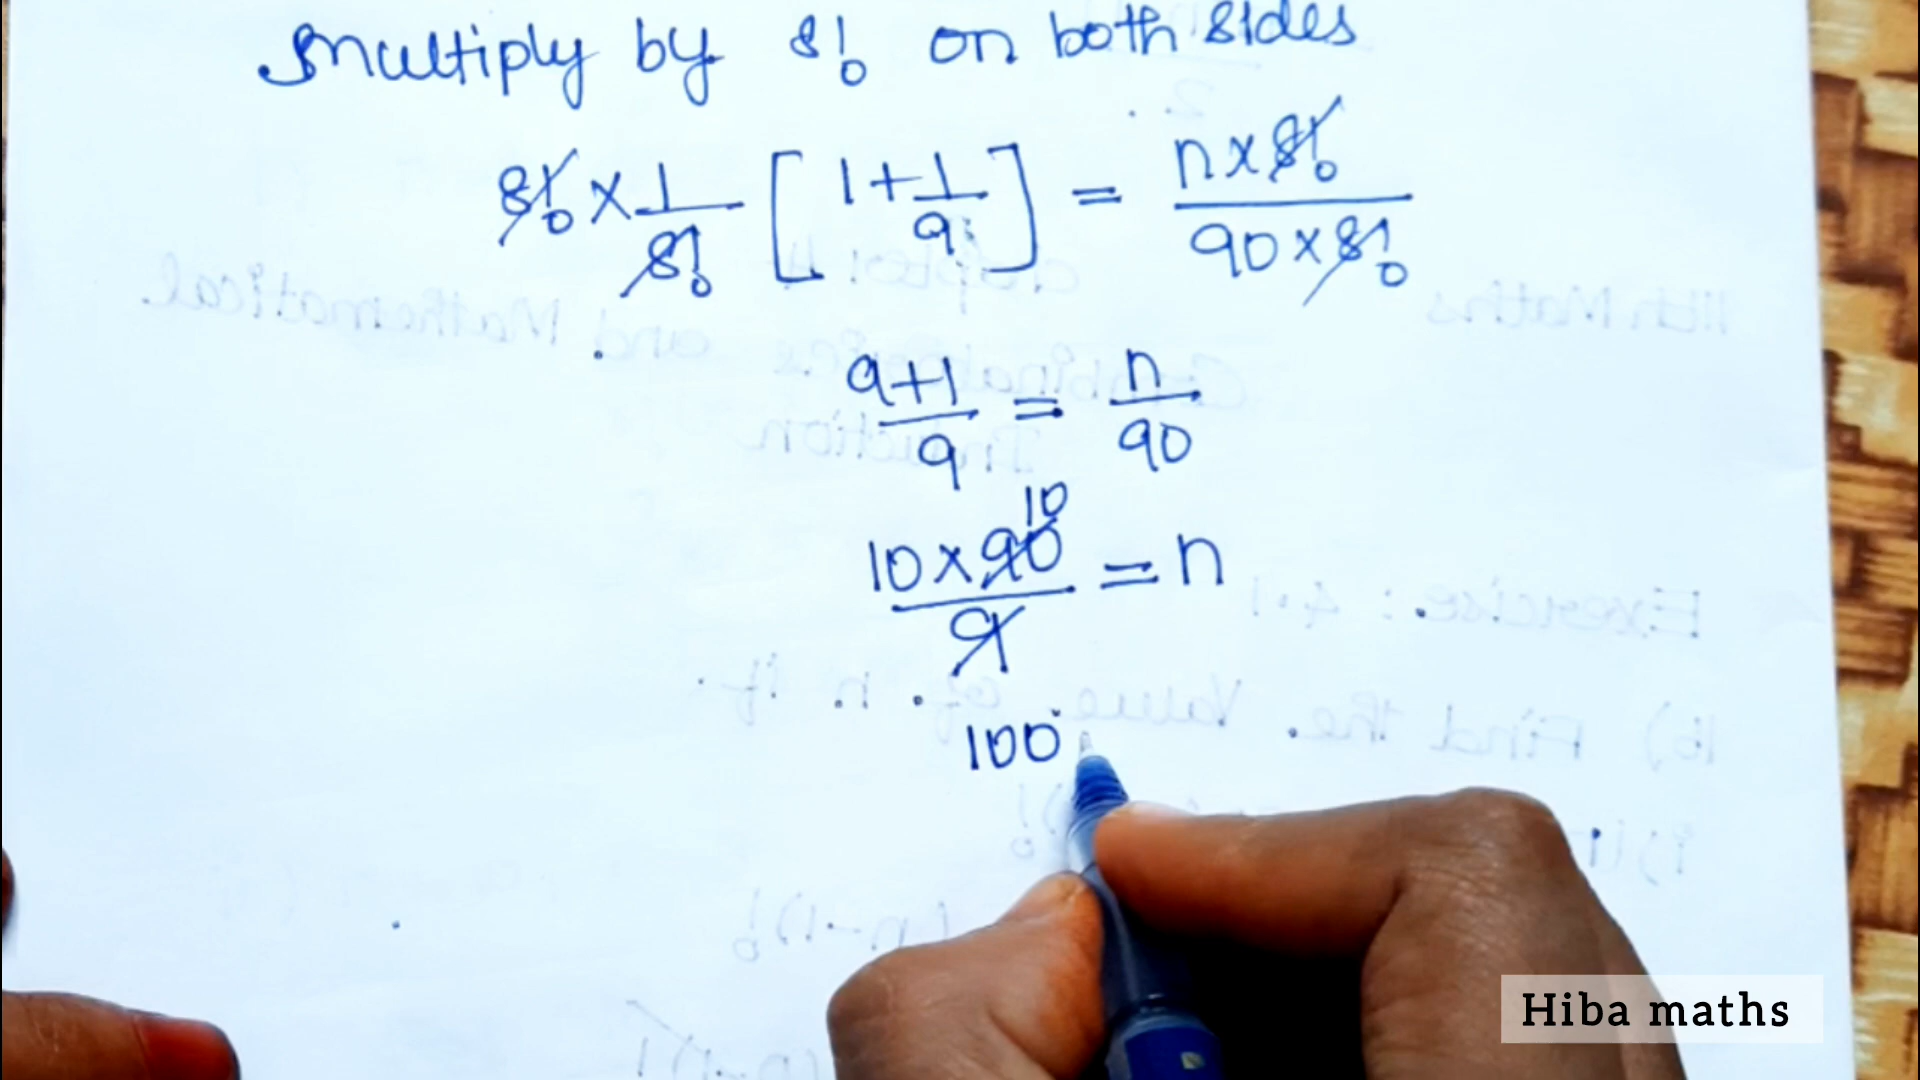 Multiply by 8! on both sides
8! × 1/8! [1 + 1/9] = n × 8!/90 × 8!
9+1/9 = n/90
10
10 × 90/9 = n
100
Hiba maths